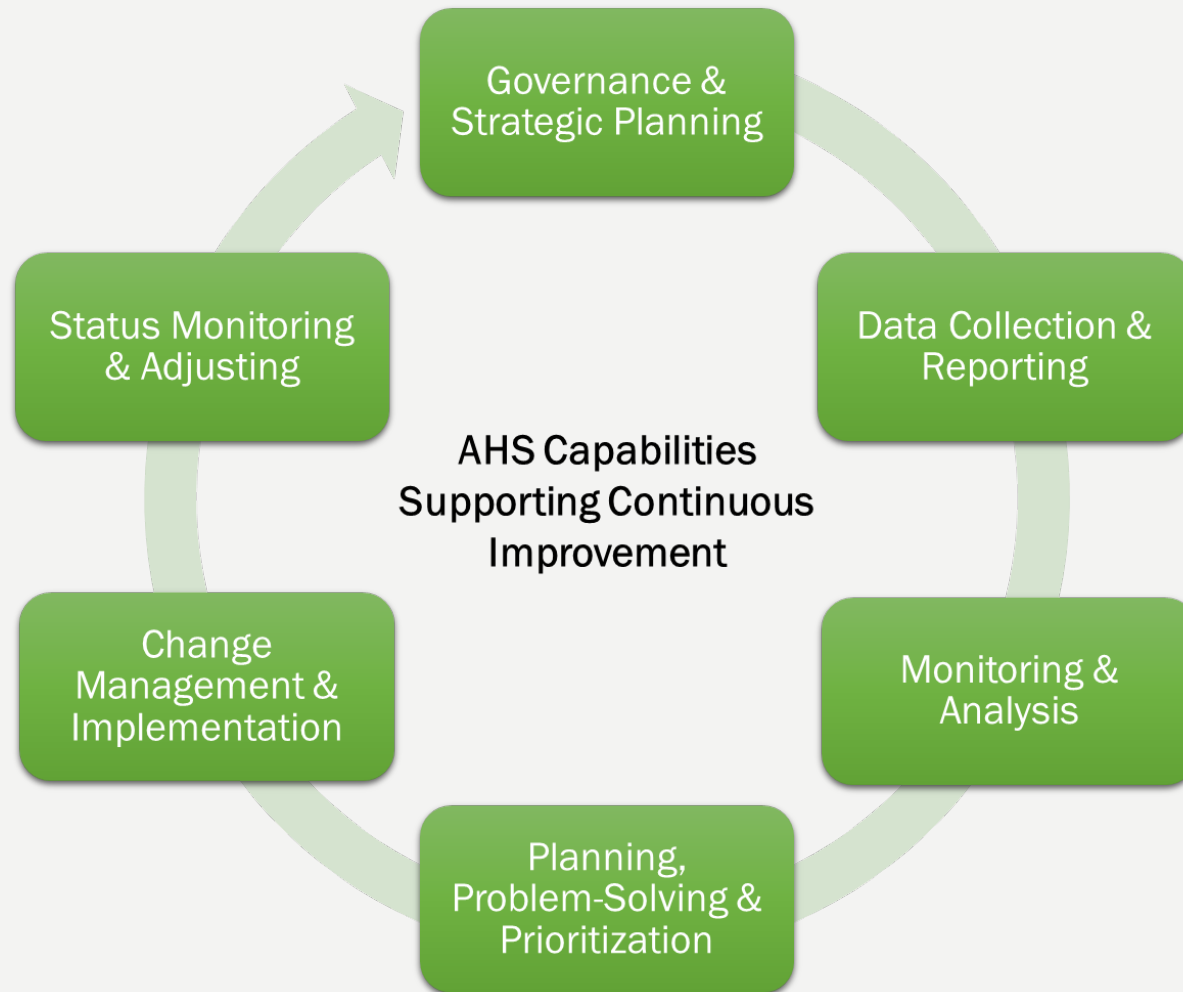 Governance &
Strategic Planning
Data Collection &
Reporting
Monitoring &
Analysis
Planning,
Problem-Solving &
Prioritization
Change
Management &
Implementation
Status Monitoring
& Adjusting
AHS Capabilities
Supporting Continuous
Improvement